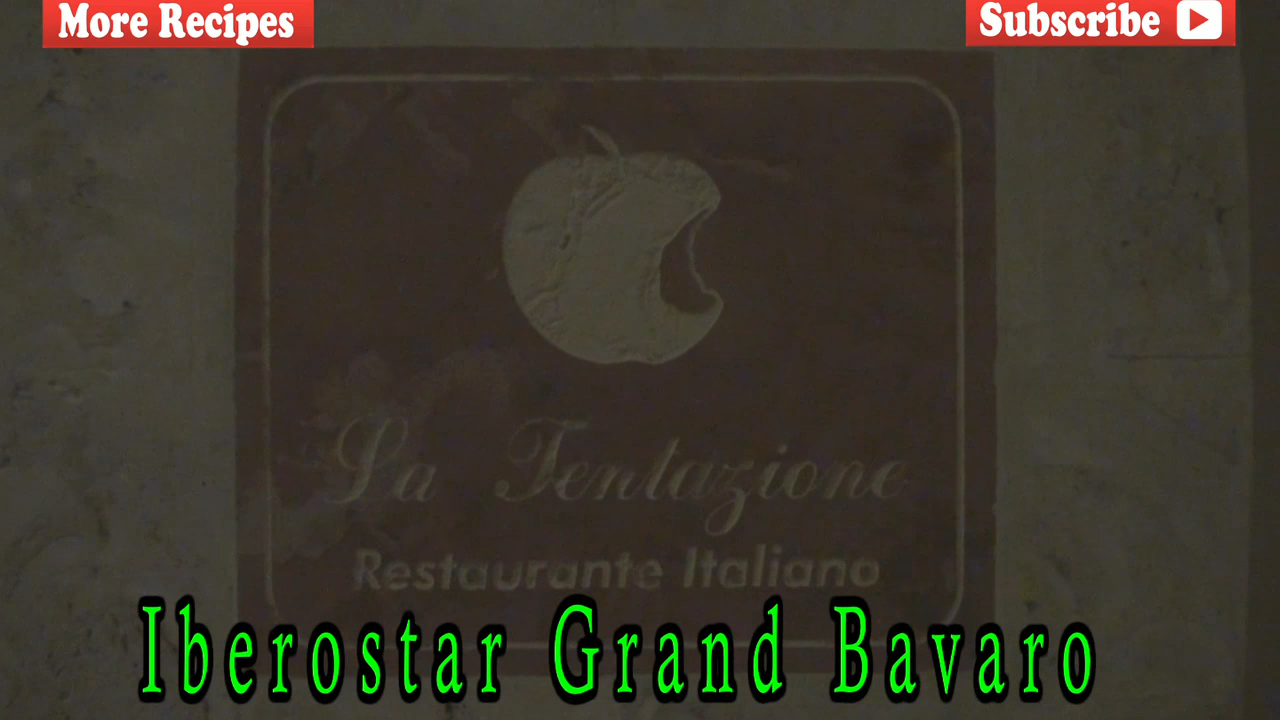 More Recipes
Subscribe
La Tentazione
Restaurante Italiano
Iberostar Grand Bavaro